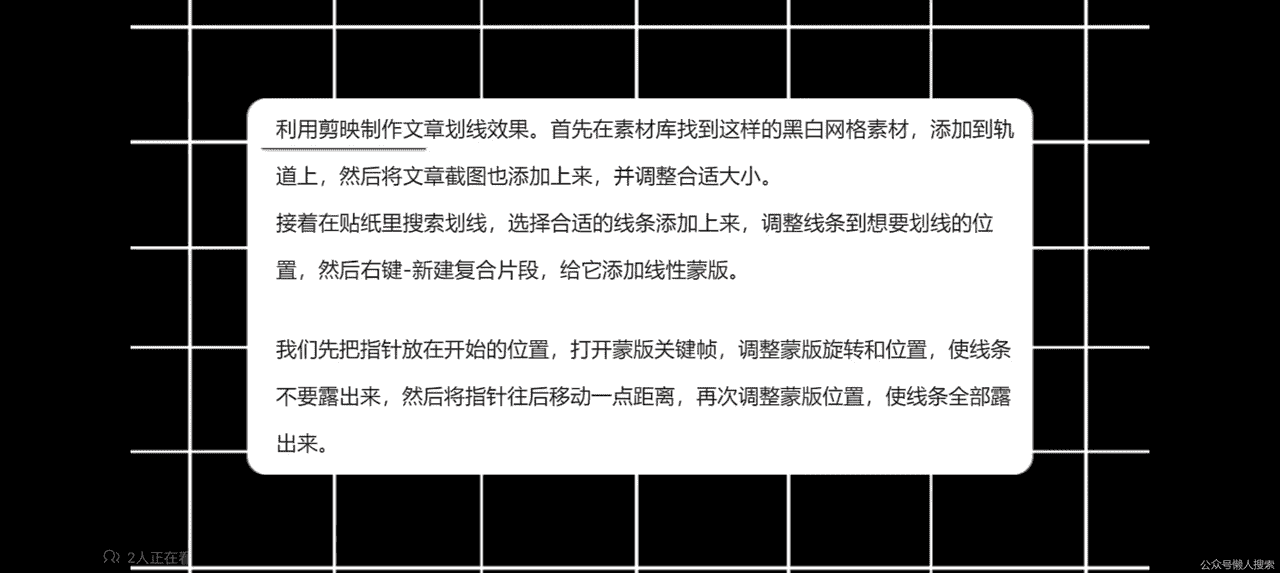 利用剪映制作文章划线效果。首先在素材库找到这样的黑白网格素材，添加到轨
道上，然后将文章截图也添加上来，并调整合适大小。
接着在贴纸里搜索划线，选择合适的线条添加上来，调整线条到想要划线的位
置，然后右键-新建复合片段，给它添加线性蒙版。
我们先把指针放在开始的位置，打开蒙版关键帧，调整蒙版旋转和位置，使线条
不要露出来，然后将指针往后移动一点距离，再次调整蒙版位置，使线条全部露
出来。
2人正在看
公众号懒人搜索